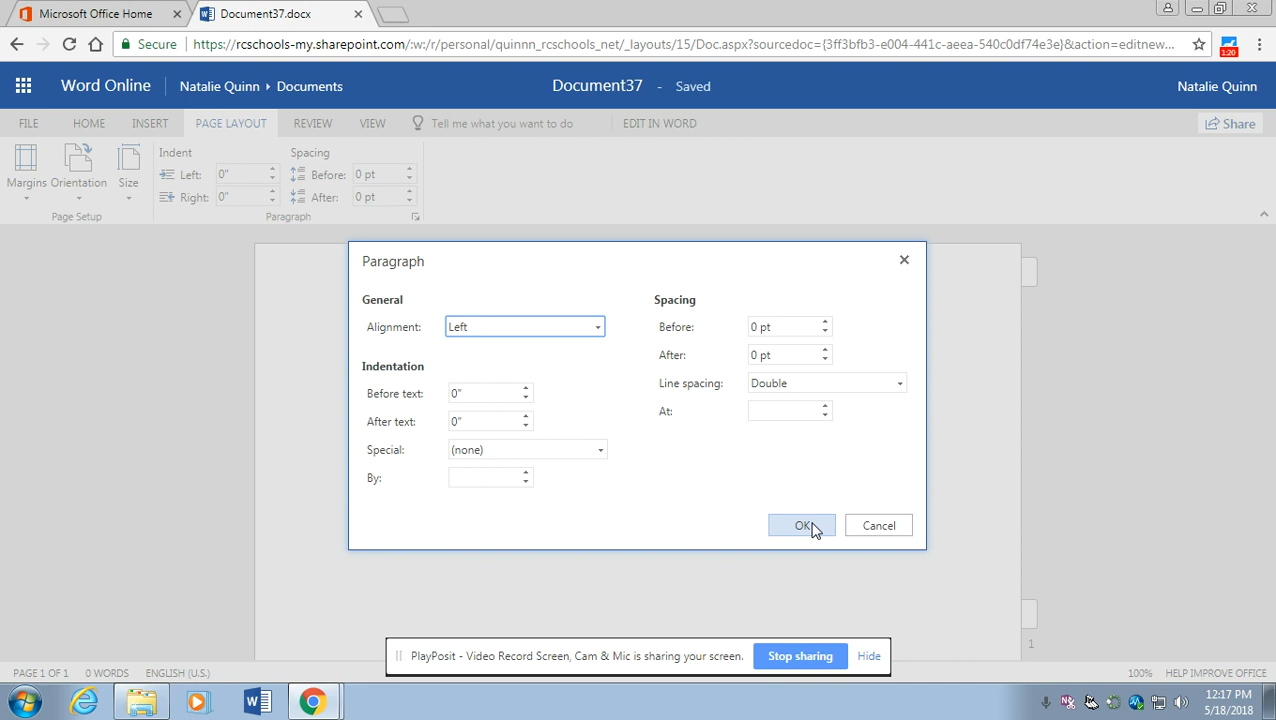 Microsoft Office Home
Document37.docx
Secure https://rcschools-my.sharepoint.com/:w:/r/personal/quinnn_rcschools_net/_layouts/15/Doc.aspx?sourcedoc={3ff3bfb3-e004-441c-aeea-540c0df74e3e}&action=editnew...
1:20
Word Online Natalie Quinn Documents Document37 - Saved Natalie Quinn
FILE HOME INSERT PAGE LAYOUT REVIEW VIEW Tell me what you want to do EDIT IN WORD Share
Indent Spacing
Left: 0" Before: 0 pt
Margins Orientation Size
Right: 0" After: 0 pt
Page Setup Paragraph
Paragraph
General Spacing
Alignment: Left Before: 0 pt
After: 0 pt
Indentation
Line spacing: Double
Before text: 0"
At:
After text: 0"
Special: (none)
By:
OK Cancel
1
PlayPosit - Video Record Screen, Cam & Mic is sharing your screen. Stop sharing Hide
PAGE 1 OF 1 0 WORDS ENGLISH (U.S.) 100% HELP IMPROVE OFFICE
12:17 PM
5/18/2018